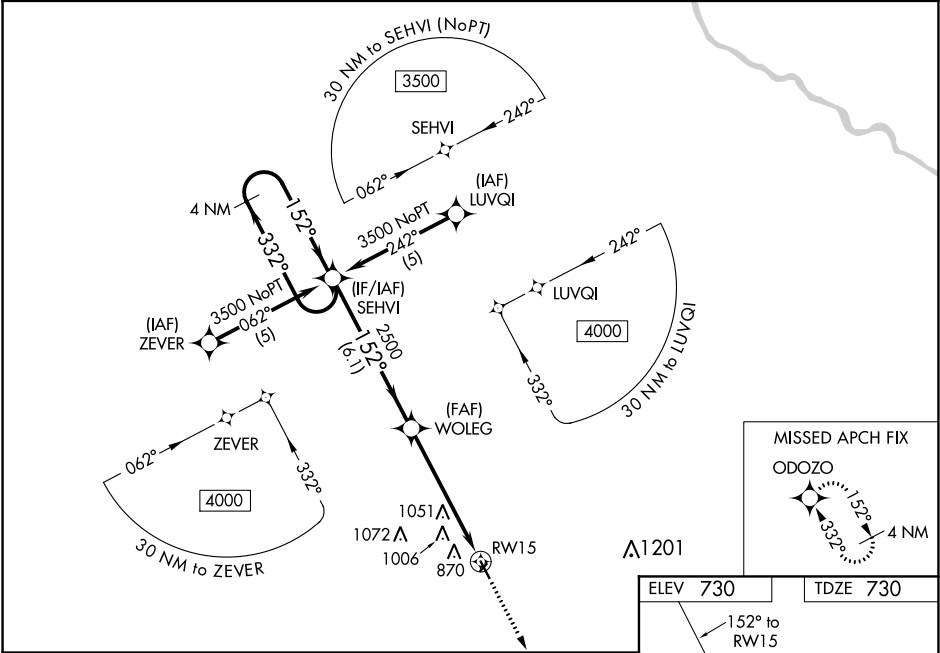 30 NM to SEHVI (NoPT)
3500
SEHVI
242°
062°
(IAF)
LUVQI
4 NM
152°
332°
3500 NoPT
242°
(5)
(IF/IAF)
SEHVI
3500 NoPT
062°
(5)
(IAF)
ZEVER
2500
152°
(6.1)
242°
LUVQI
4000
332°
30 NM to LUVQI
(FAF)
WOLEG
ZEVER
062°
332°
4000
30 NM to ZEVER
MISSED APCH FIX
ODOZO
152°
332°
4 NM
1051
1072
1006
870
RW15
1201
ELEV 730
TDZE 730
152° to
RW15